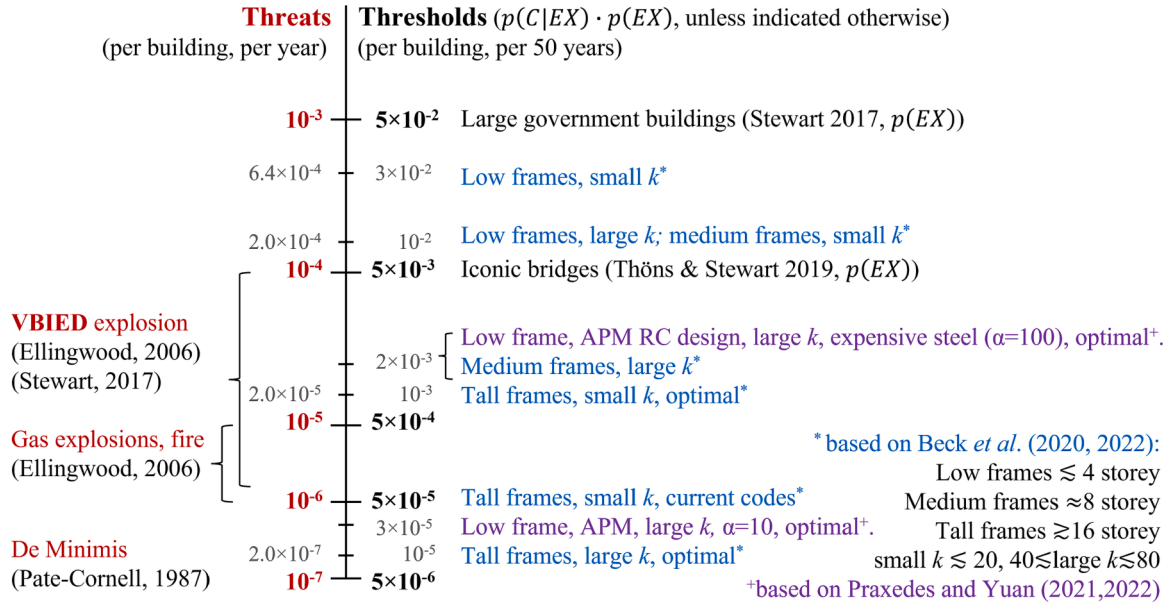 Threats
(per building, per year)
Thresholds (p(C|EX) · p(EX), unless indicated otherwise)
(per building, per 50 years)
10⁻³ 5×10⁻² Large government buildings (Stewart 2017, p(EX))
6.4×10⁻⁴ 3×10⁻² Low frames, small k*
2.0×10⁻⁴ 10⁻² Low frames, large k; medium frames, small k*
10⁻⁴ 5×10⁻³ Iconic bridges (Thöns & Stewart 2019, p(EX))
VBIED explosion
(Ellingwood, 2006)
(Stewart, 2017)
Low frame, APM RC design, large k, expensive steel (α=100), optimal⁺.
2×10⁻³
Medium frames, large k*
2.0×10⁻⁵ 10⁻³ Tall frames, small k, optimal*
10⁻⁵ 5×10⁻⁴
Gas explosions, fire
(Ellingwood, 2006)
* based on Beck et al. (2020, 2022):
Low frames ≲ 4 storey
Medium frames ≈8 storey
Tall frames ≳16 storey
small k ≲ 20, 40≲large k≲80
⁺based on Praxedes and Yuan (2021,2022)
10⁻⁶ 5×10⁻⁵ Tall frames, small k, current codes*
3×10⁻⁵ Low frame, APM, large k, α=10, optimal⁺.
De Minimis
(Pate-Cornell, 1987)
2.0×10⁻⁷ 10⁻⁵ Tall frames, large k, optimal*
10⁻⁷ 5×10⁻⁶